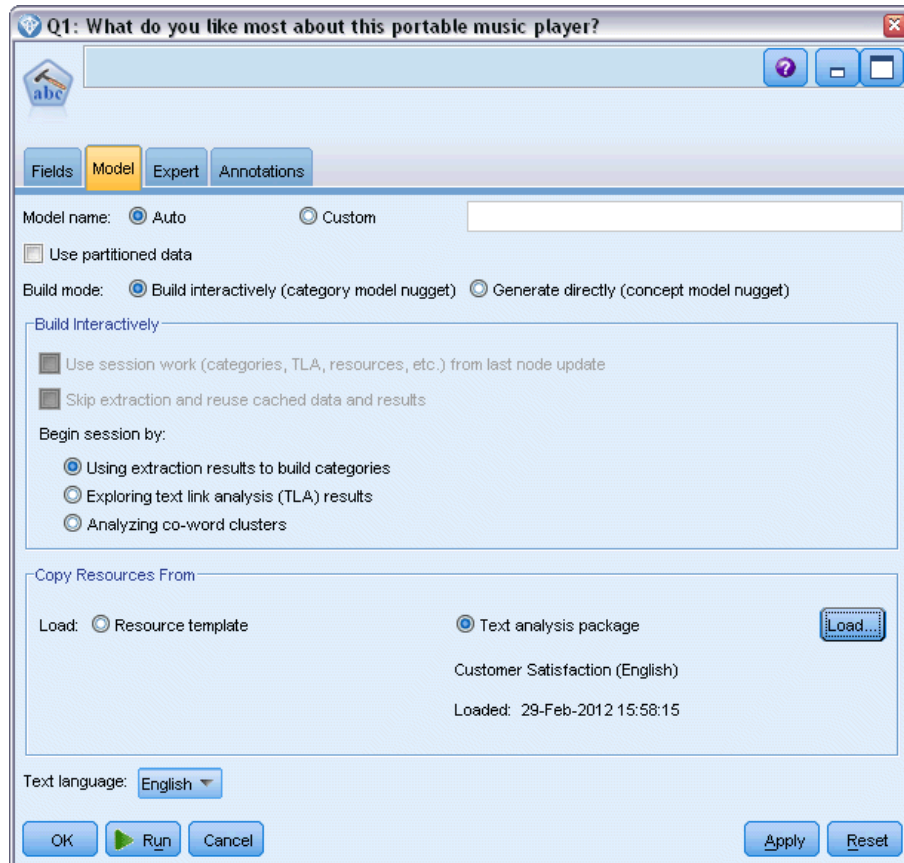 Q1: What do you like most about this portable music player?
abc
Fields Model Expert Annotations
Model name: Auto Custom
Use partitioned data
Build mode: Build interactively (category model nugget) Generate directly (concept model nugget)
Build Interactively
Use session work (categories, TLA, resources, etc.) from last node update
Skip extraction and reuse cached data and results
Begin session by:
Using extraction results to build categories
Exploring text link analysis (TLA) results
Analyzing co-word clusters
Copy Resources From
Load: Resource template Text analysis package Load...
Customer Satisfaction (English)
Loaded: 29-Feb-2012 15:58:15
Text language: English
OK Run Cancel Apply Reset